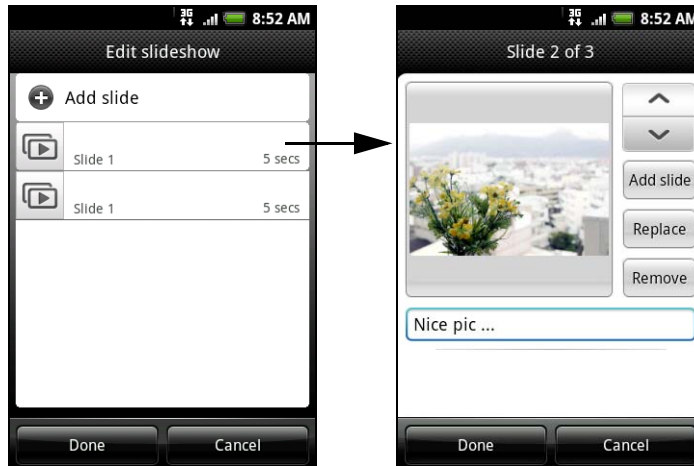 3G 8:52 AM
Edit slideshow
Add slide
Slide 1 5 secs
Slide 1 5 secs
Done Cancel
3G 8:52 AM
Slide 2 of 3
Add slide
Replace
Remove
Nice pic ...
Done Cancel